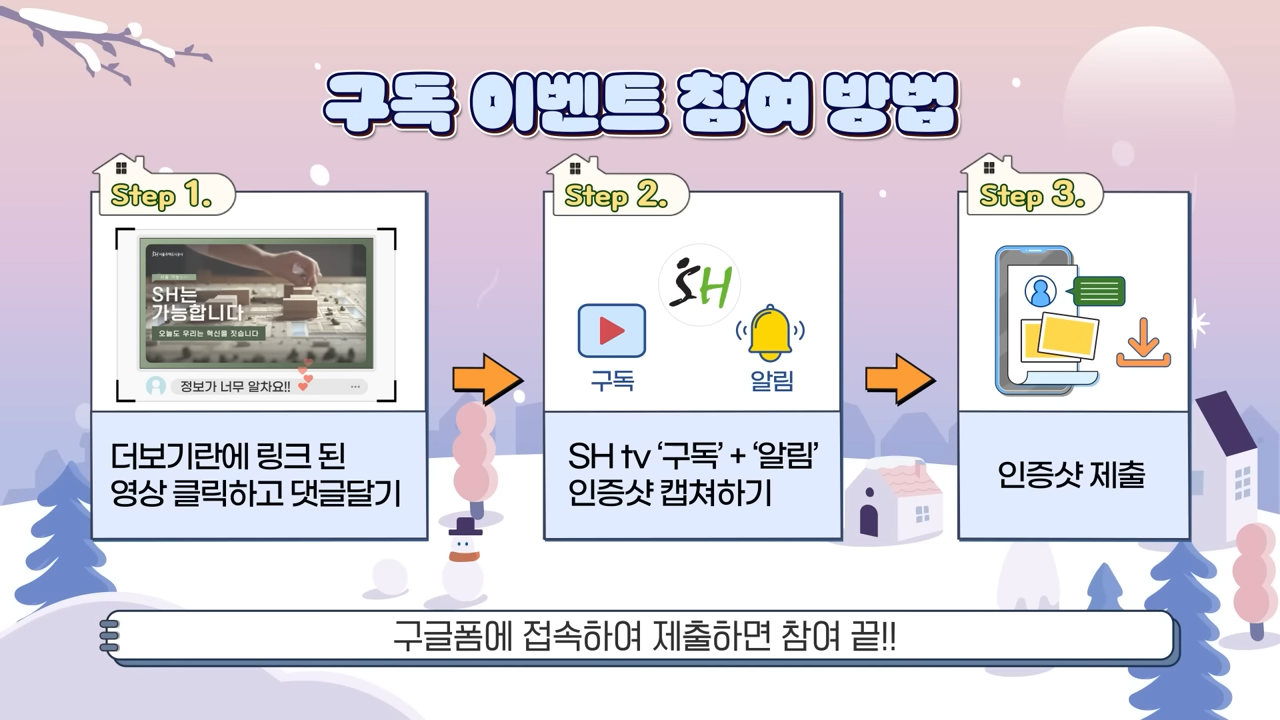 구독 이벤트 참여 방법
Step 1.
SH는
가능합니다
오늘도 우리는 혁신을 짓습니다
정보가 너무 알차요!!
더보기란에 링크 된
영상 클릭하고 댓글달기
Step 2.
SH
구독
알림
SH tv ‘구독’ + ‘알림’
인증샷 캡쳐하기
Step 3.
인증샷 제출
구글폼에 접속하여 제출하면 참여 끝!!